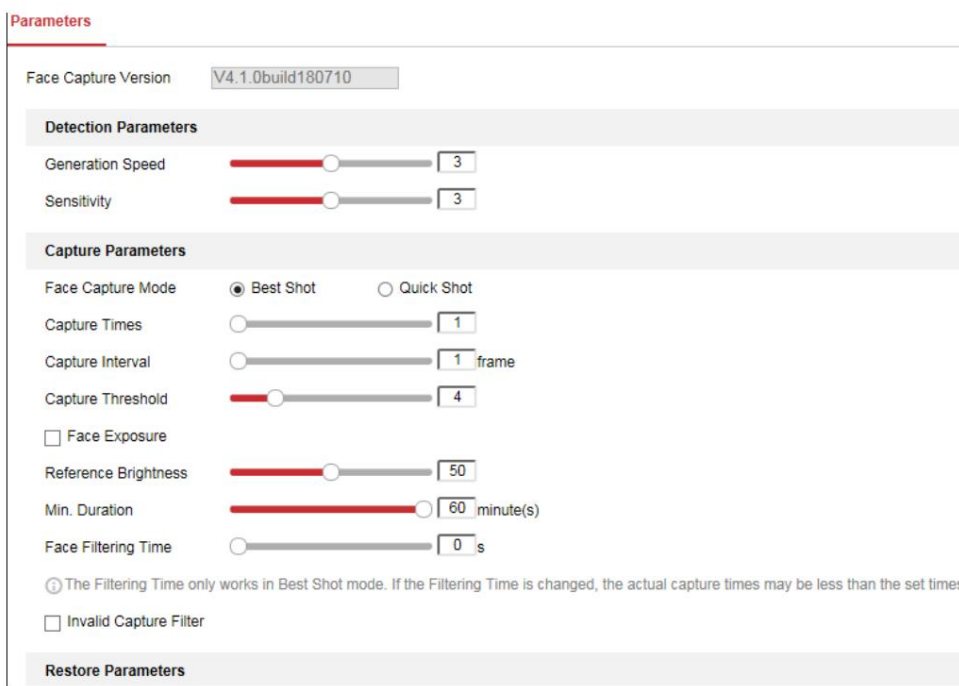 Parameters
Face Capture Version V4.1.0build180710
Detection Parameters
Generation Speed 3
Sensitivity 3
Capture Parameters
Face Capture Mode Best Shot Quick Shot
Capture Times 1
Capture Interval 1 frame
Capture Threshold 4
Face Exposure
Reference Brightness 50
Min. Duration 60 minute(s)
Face Filtering Time 0 s
The Filtering Time only works in Best Shot mode. If the Filtering Time is changed, the actual capture times may be less than the set times
Invalid Capture Filter
Restore Parameters